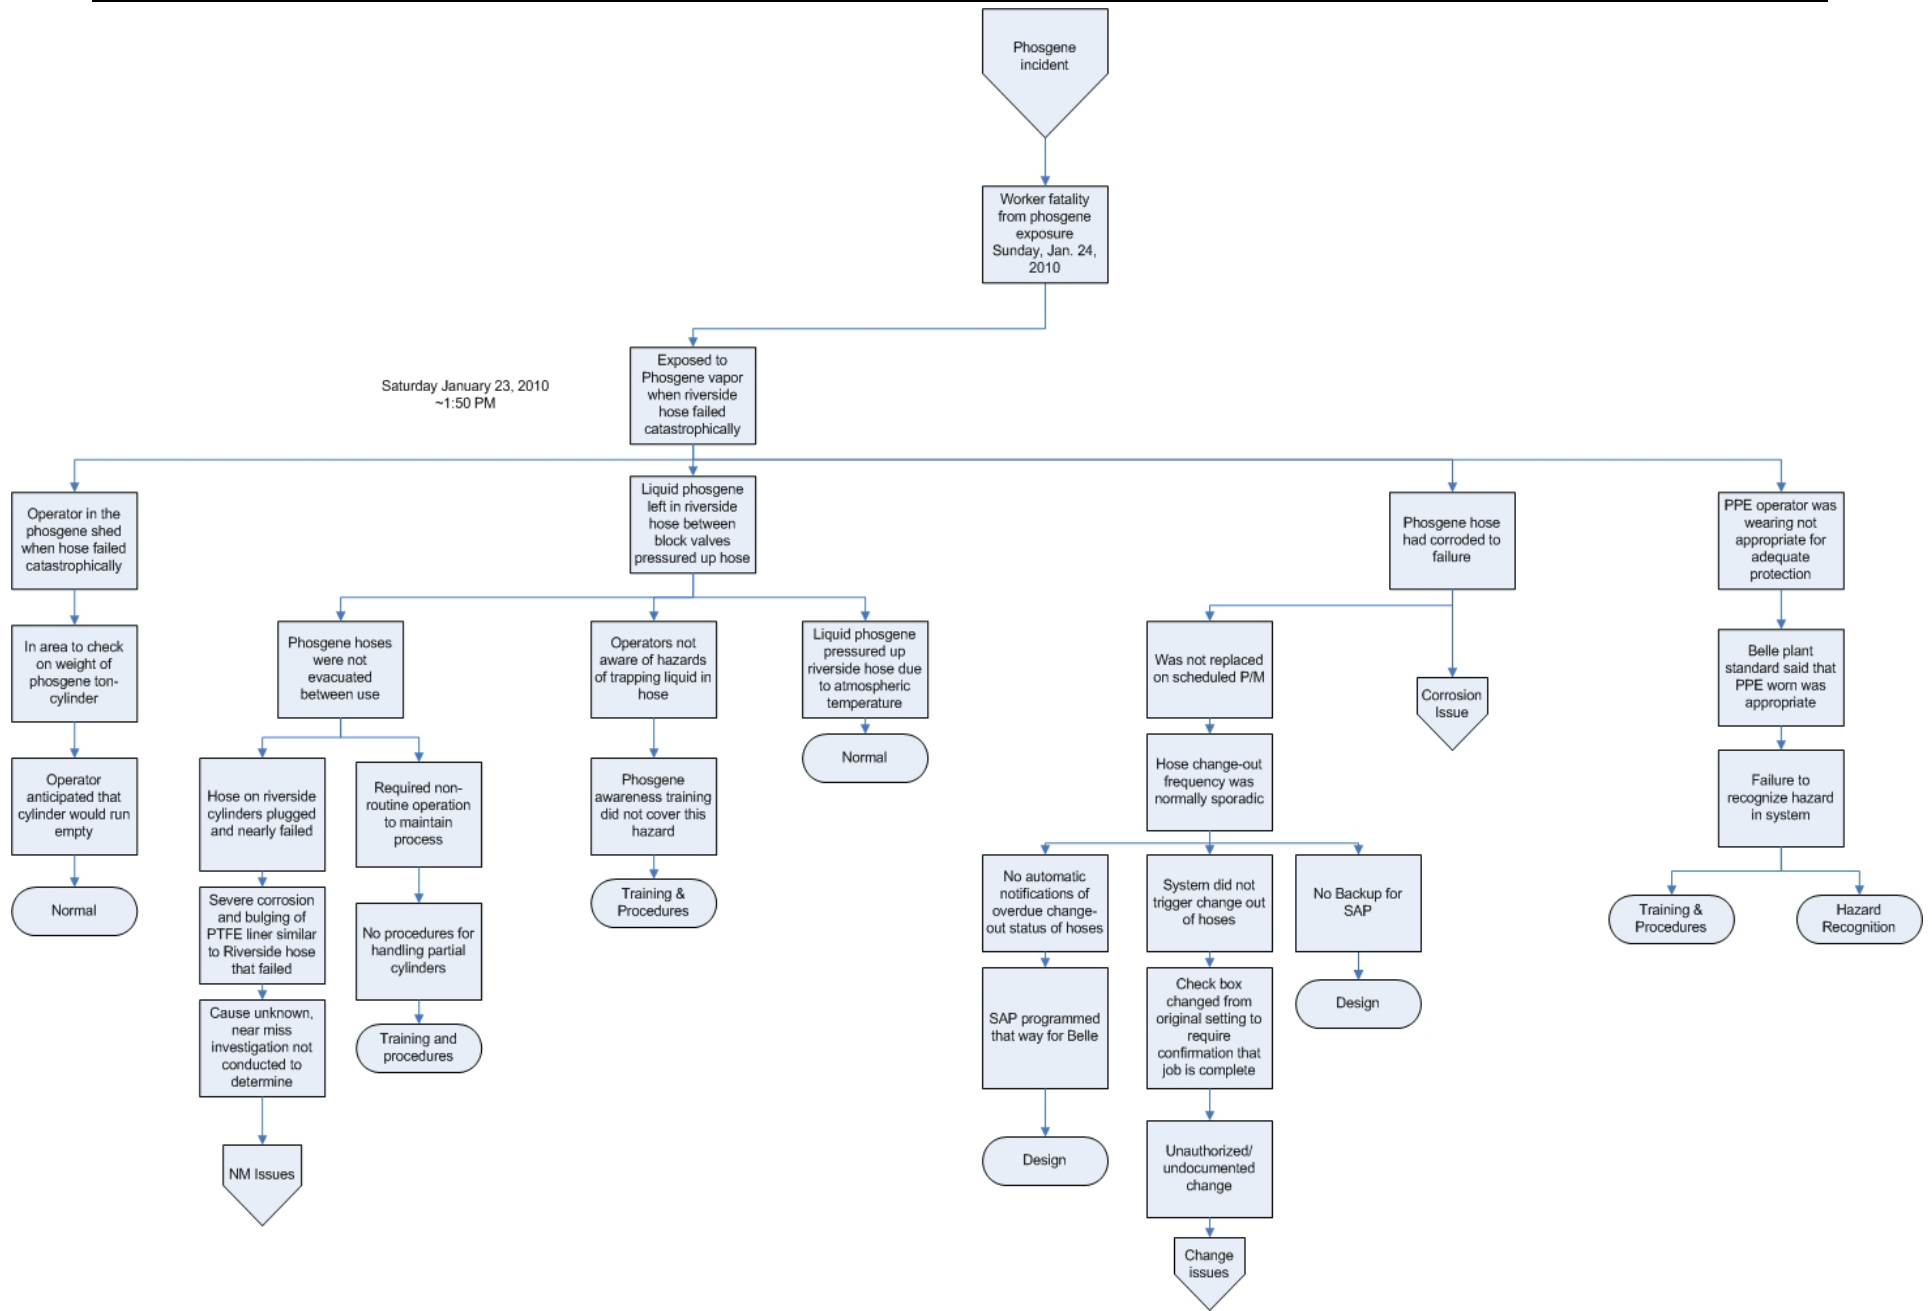 Phosgene
incident
Worker fatality
from phosgene
exposure
Sunday, Jan. 24,
2010
Saturday January 23, 2010
~1:50 PM
Exposed to
Phosgene vapor
when riverside
hose failed
catastrophically
Operator in the
phosgene shed
when hose failed
catastrophically
Liquid phosgene
left in riverside
hose between
block valves
pressured up hose
Phosgene hose
had corroded to
failure
PPE operator was
wearing not
appropriate for
adequate
protection
In area to check
on weight of
phosgene ton-
cylinder
Phosgene hoses
were not
evacuated
between use
Operators not
aware of hazards
of trapping liquid in
hose
Liquid phosgene
pressured up
riverside hose due
to atmospheric
temperature
Was not replaced
on scheduled P/M
Corrosion
Issue
Belle plant
standard said that
PPE worn was
appropriate
Operator
anticipated that
cylinder would run
empty
Hose on riverside
cylinders plugged
and nearly failed
Required non-
routine operation
to maintain
process
Phosgene
awareness training
did not cover this
hazard
Normal
Hose change-out
frequency was
normally sporadic
Failure to
recognize hazard
in system
Normal
Severe corrosion
and bulging of
PTFE liner similar
to Riverside hose
that failed
No procedures for
handling partial
cylinders
Training &
Procedures
No automatic
notifications of
overdue change-
out status of hoses
System did not
trigger change out
of hoses
No Backup for
SAP
Training &
Procedures
Hazard
Recognition
Cause unknown,
near miss
investigation not
conducted to
determine
Training and
procedures
SAP programmed
that way for Belle
Check box
changed from
original setting to
require
confirmation that
job is complete
Design
NM Issues
Design
Unauthorized/
undocumented
change
Change
issues